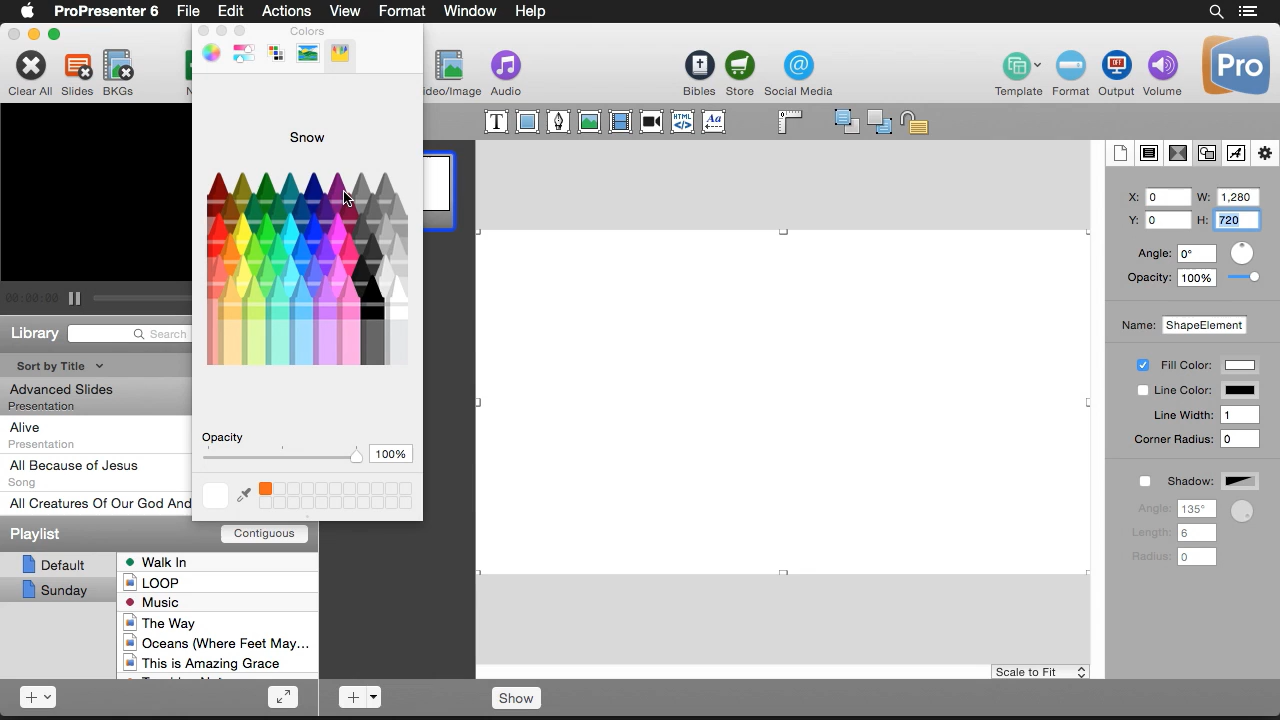 ProPresenter 6 File Edit Actions View Format Window Help
Colors
Clear All Slides BKGs
Video/Image Audio
Bibles Store Social Media
Template Format Output Volume
Pro
T
HTML
Aa
Snow
X: 0 W: 1,280
Y: 0 H: 720
Angle: 0°
Opacity: 100%
00:00:00
Library Search
Name: ShapeElement
Sort by Title
Fill Color:
Advanced Slides
Presentation
Line Color:
Line Width: 1
Alive
Presentation
Corner Radius: 0
Opacity
100%
All Because of Jesus
Song
Shadow:
Angle: 135°
All Creatures Of Our God And
Length: 6
Playlist Contiguous
Radius: 0
Default
Sunday
Walk In
LOOP
Music
The Way
Oceans (Where Feet May...
This is Amazing Grace
Scale to Fit
Show